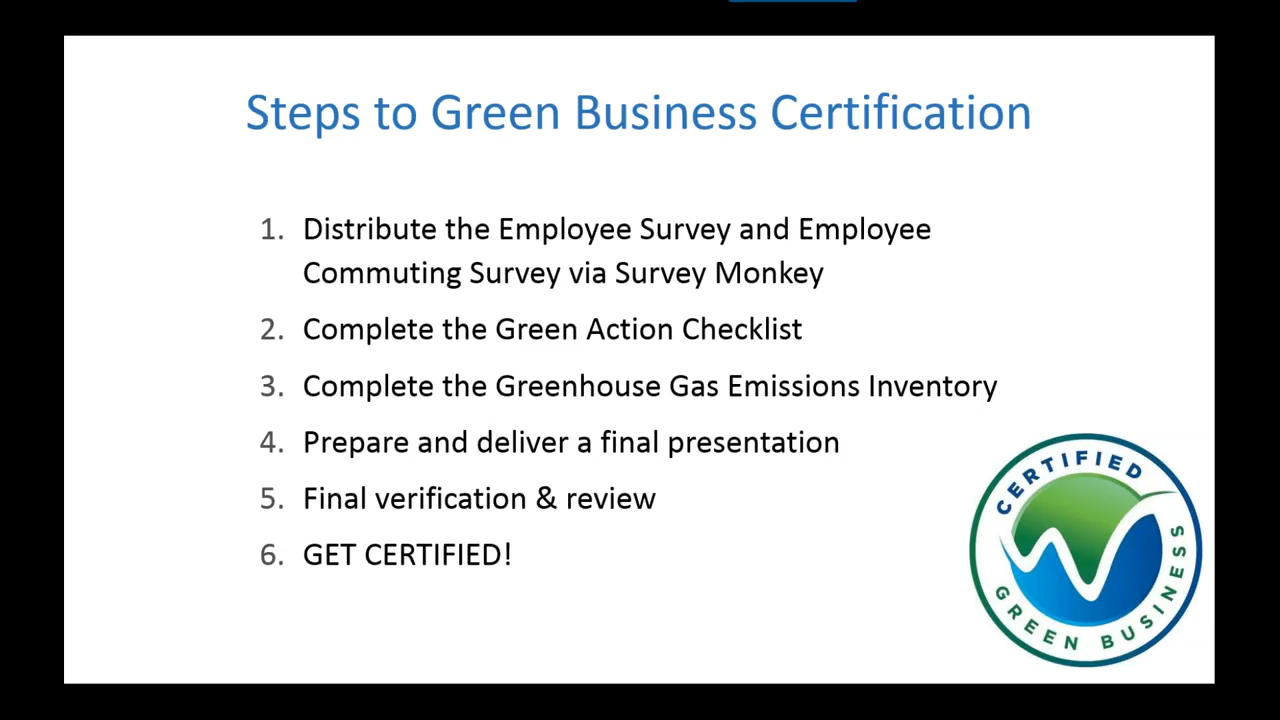 Steps to Green Business Certification
1. Distribute the Employee Survey and Employee
Commuting Survey via Survey Monkey
2. Complete the Green Action Checklist
3. Complete the Greenhouse Gas Emissions Inventory
4. Prepare and deliver a final presentation
5. Final verification & review
6. GET CERTIFIED!
CERTIFIED
GREEN BUSINESS